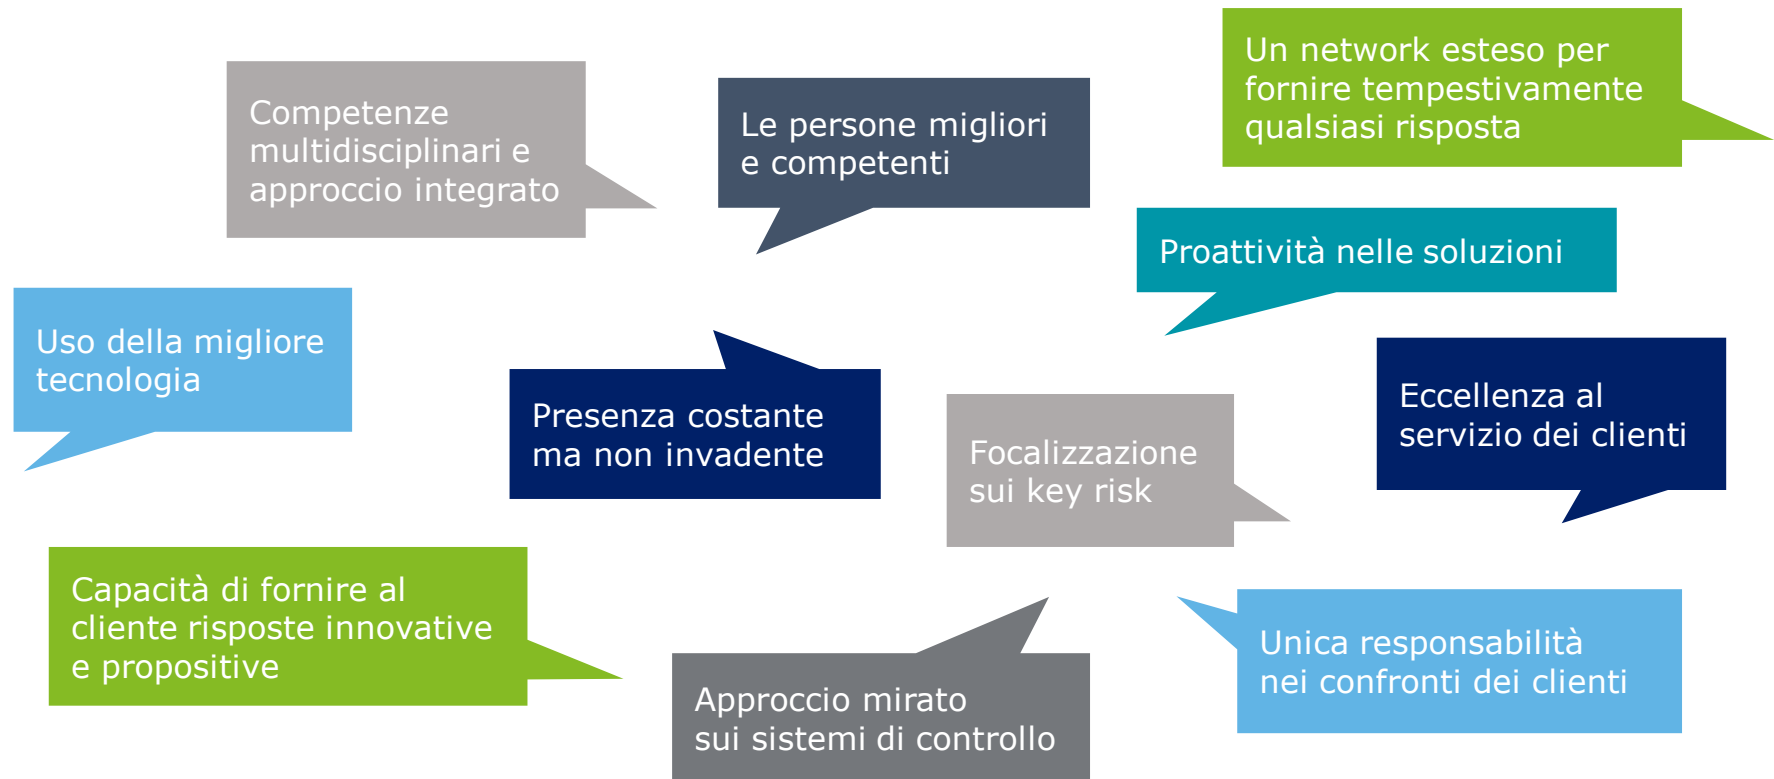 Un network esteso per
fornire tempestivamente
qualsiasi risposta
Competenze
multidisciplinari e
approccio integrato
Le persone migliori
e competenti
Proattività nelle soluzioni
Uso della migliore
tecnologia
Presenza costante
ma non invadente
Focalizzazione
sui key risk
Eccellenza al
servizio dei clienti
Capacità di fornire al
cliente risposte innovative
e propositive
Approccio mirato
sui sistemi di controllo
Unica responsabilità
nei confronti dei clienti